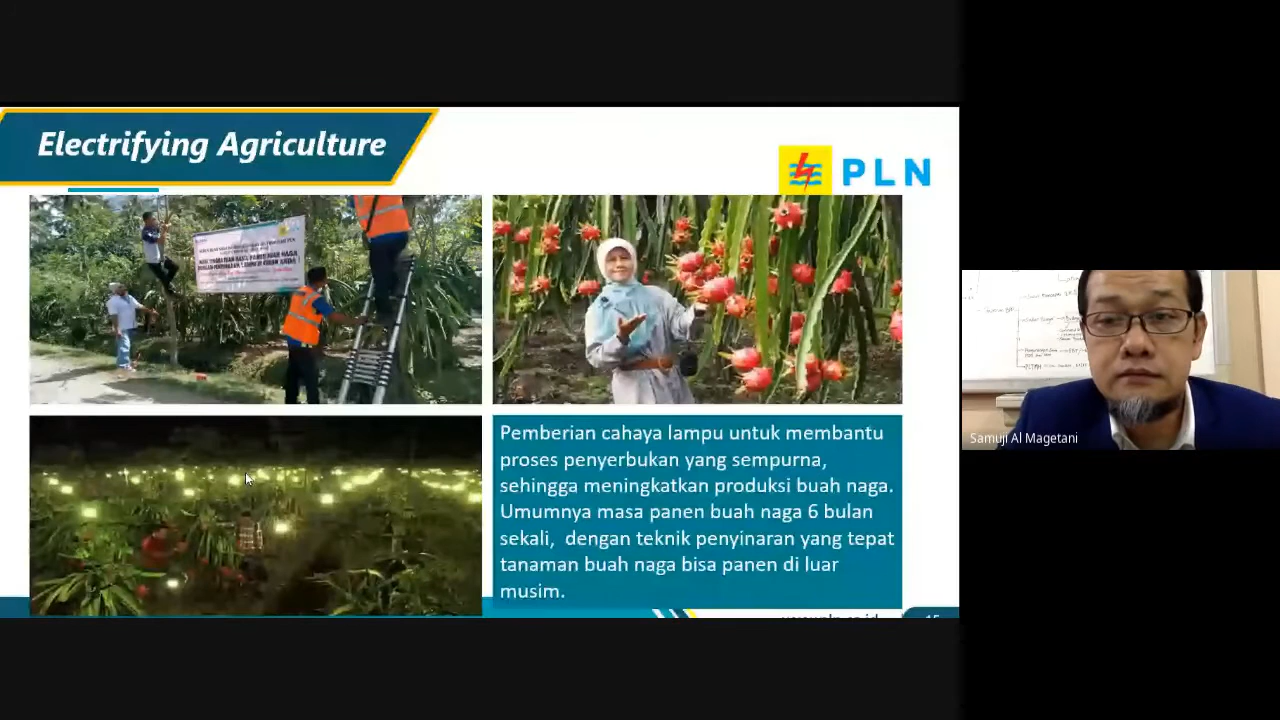 Electrifying Agriculture
PLN
Pemberian cahaya lampu untuk membantu
proses penyerbukan yang sempurna,
sehingga meningkatkan produksi buah naga.
Umumnya masa panen buah naga 6 bulan
sekali, dengan teknik penyinaran yang tepat
tanaman buah naga bisa panen di luar
musim.
15
Samuji Al Magetani